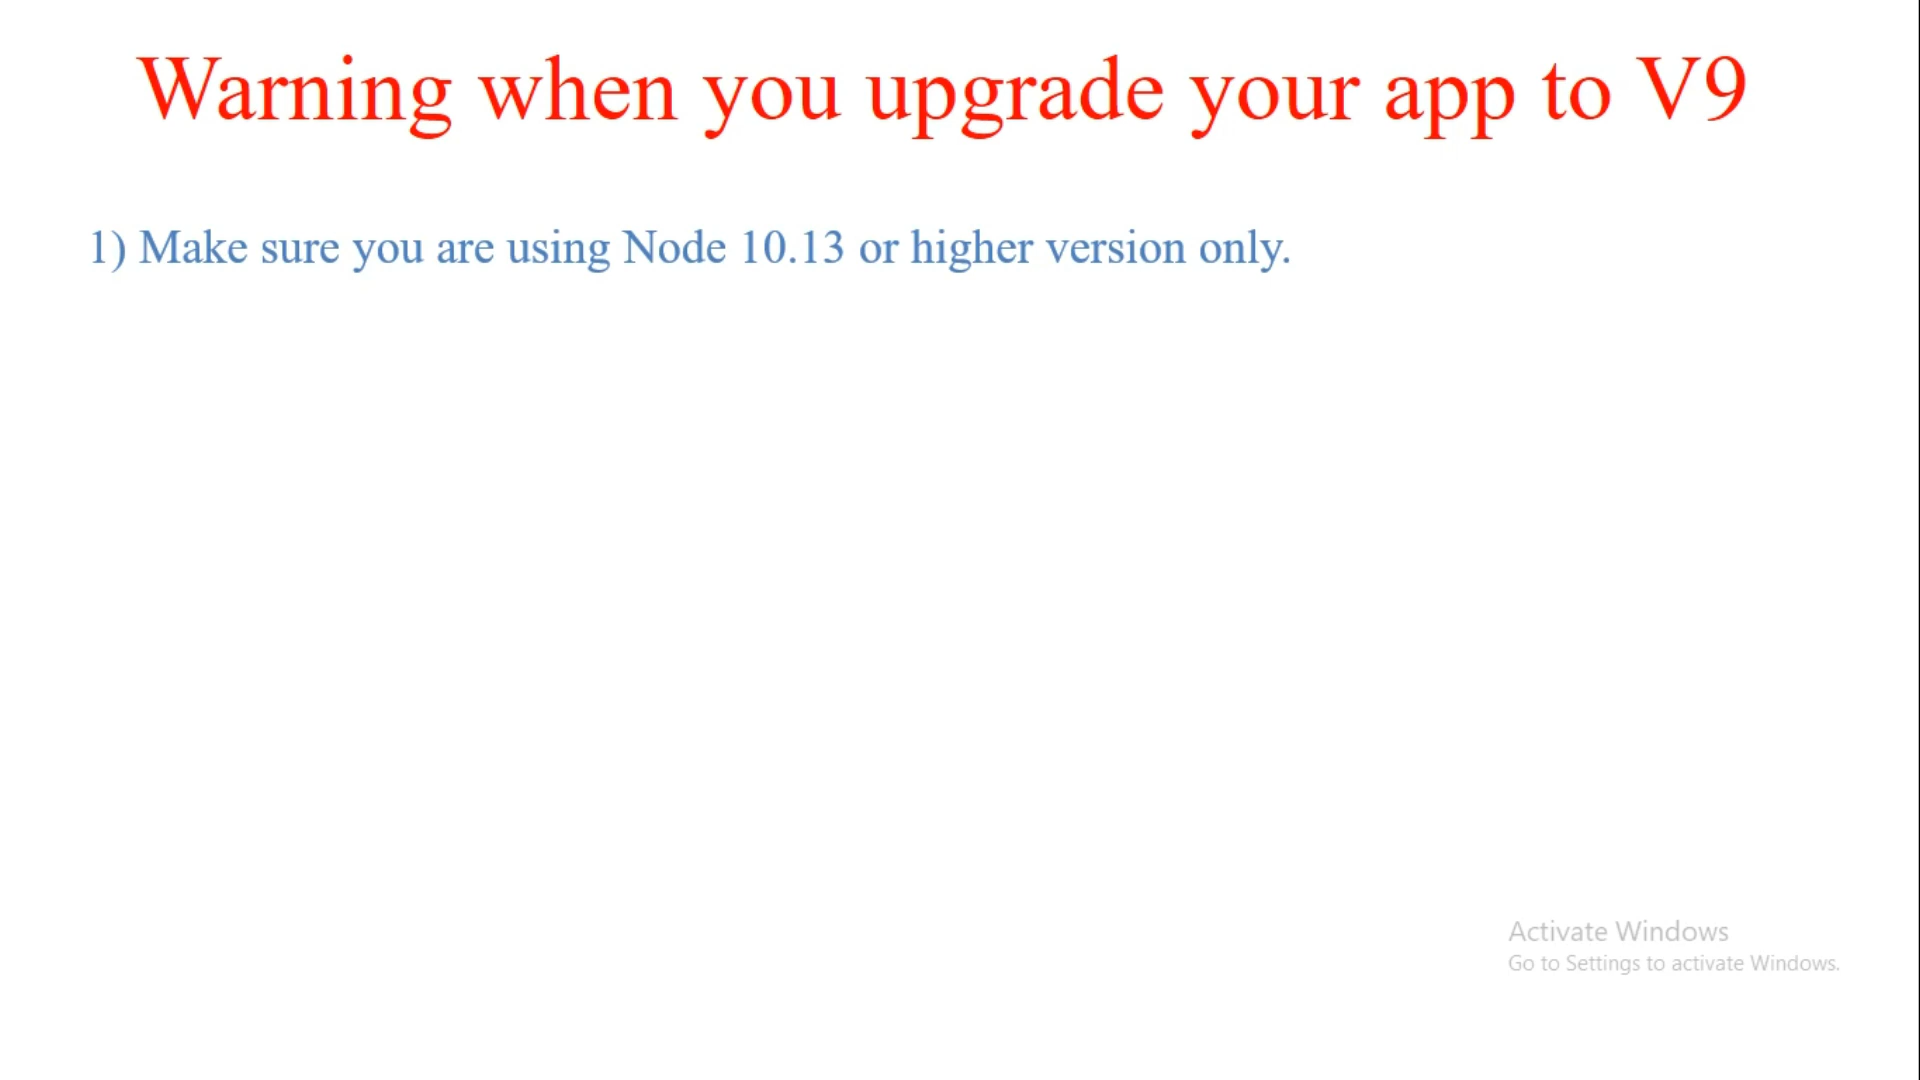 Warning when you upgrade your app to V9
1) Make sure you are using Node 10.13 or higher version only.
Activate Windows
Go to Settings to activate Windows.